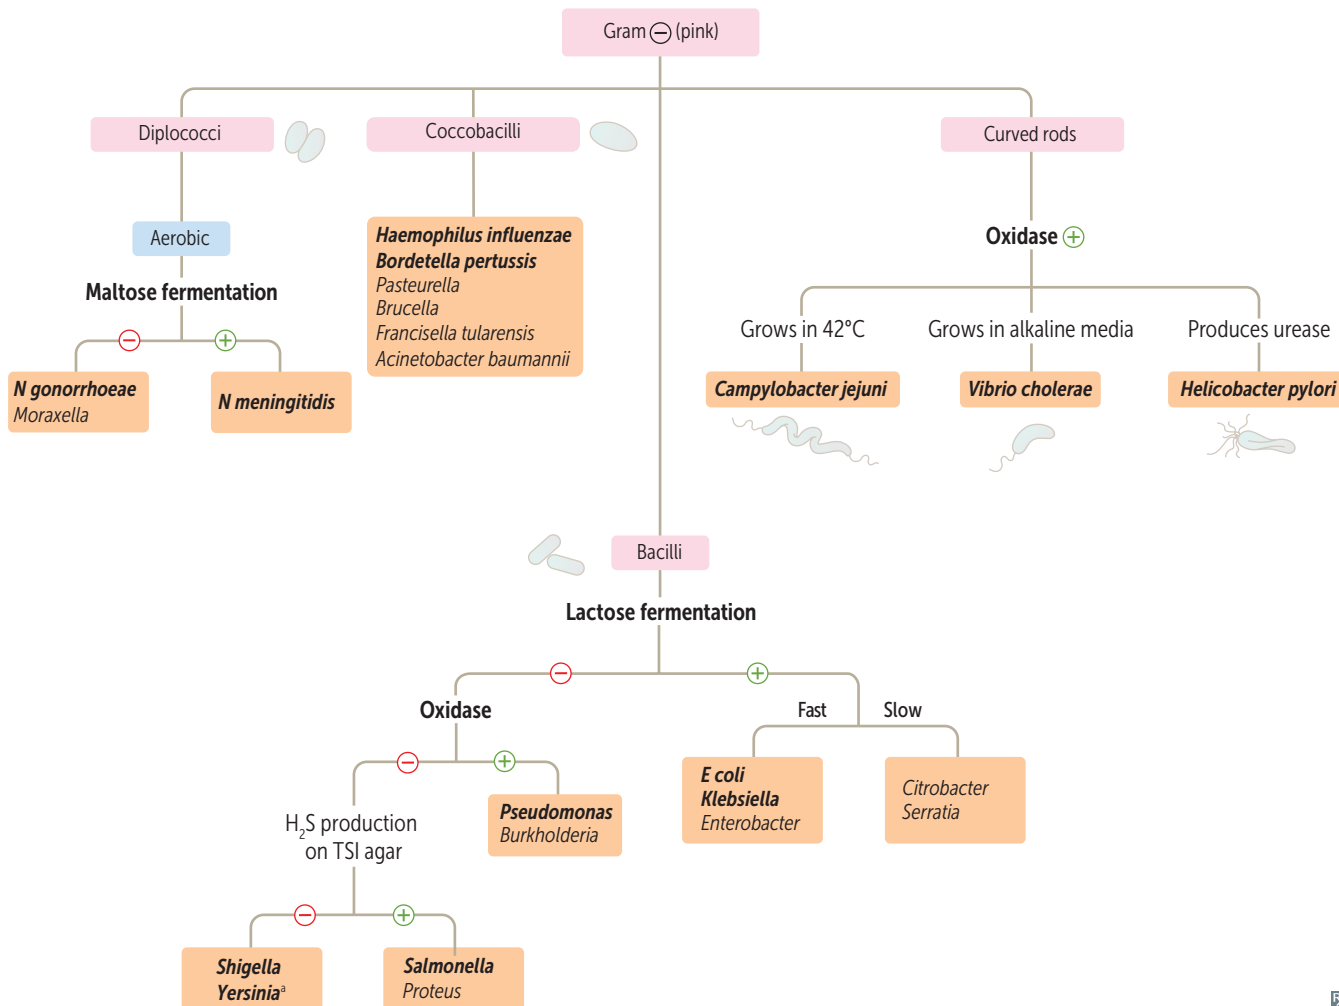 Gram ⊖ (pink)
Diplococci
Coccobacilli
Curved rods
Aerobic
Maltose fermentation
−
+
N gonorrhoeae
Moraxella
N meningitidis
Haemophilus influenzae
Bordetella pertussis
Pasteurella
Brucella
Francisella tularensis
Acinetobacter baumannii
Oxidase ⊕
Grows in 42°C
Grows in alkaline media
Produces urease
Campylobacter jejuni
Vibrio cholerae
Helicobacter pylori
Bacilli
Lactose fermentation
−
+
Oxidase
Fast
Slow
−
+
E coli
Klebsiella
Enterobacter
Citrobacter
Serratia
Pseudomonas
Burkholderia
H₂S production
on TSI agar
−
+
Shigella
Yersiniaᵃ
Salmonella
Proteus